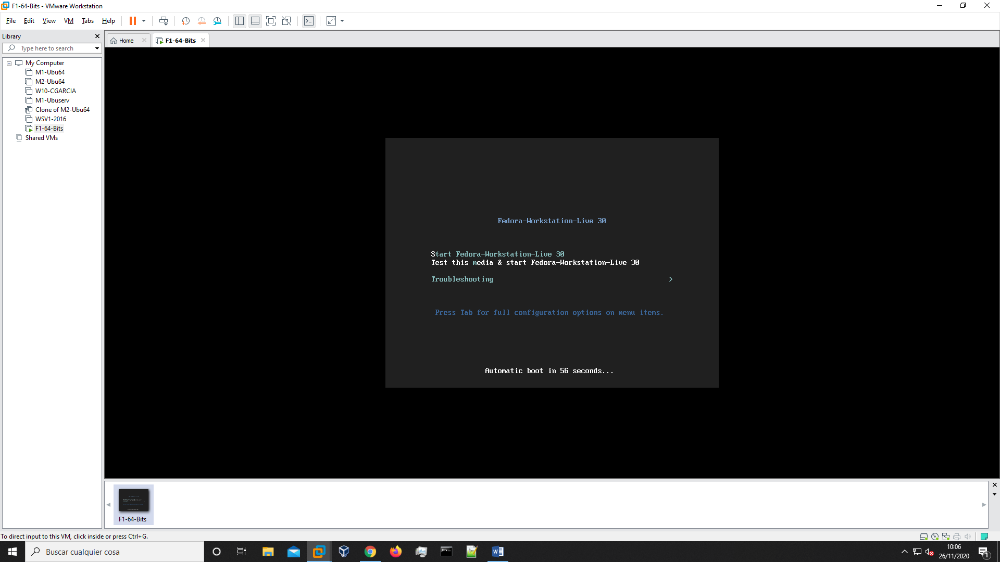 F1-64-Bits - VMware Workstation
File Edit View VM Tabs Help
Library
Home
F1-64-Bits
Type here to search
My Computer
M1-Ubu64
M2-Ubu64
W10-CGARCIA
M1-Ubuserv
Clone of M2-Ubu64
WSV1-2016
F1-64-Bits
Shared VMs
Fedora-Workstation-Live 30
Start Fedora-Workstation-Live 30
Test this media & start Fedora-Workstation-Live 30
Troubleshooting >
Press Tab for full configuration options on menu items.
Automatic boot in 56 seconds...
F1-64-Bits
To direct input to this VM, click inside or press Ctrl+G.
Buscar cualquier cosa
10:06
26/11/2020
1